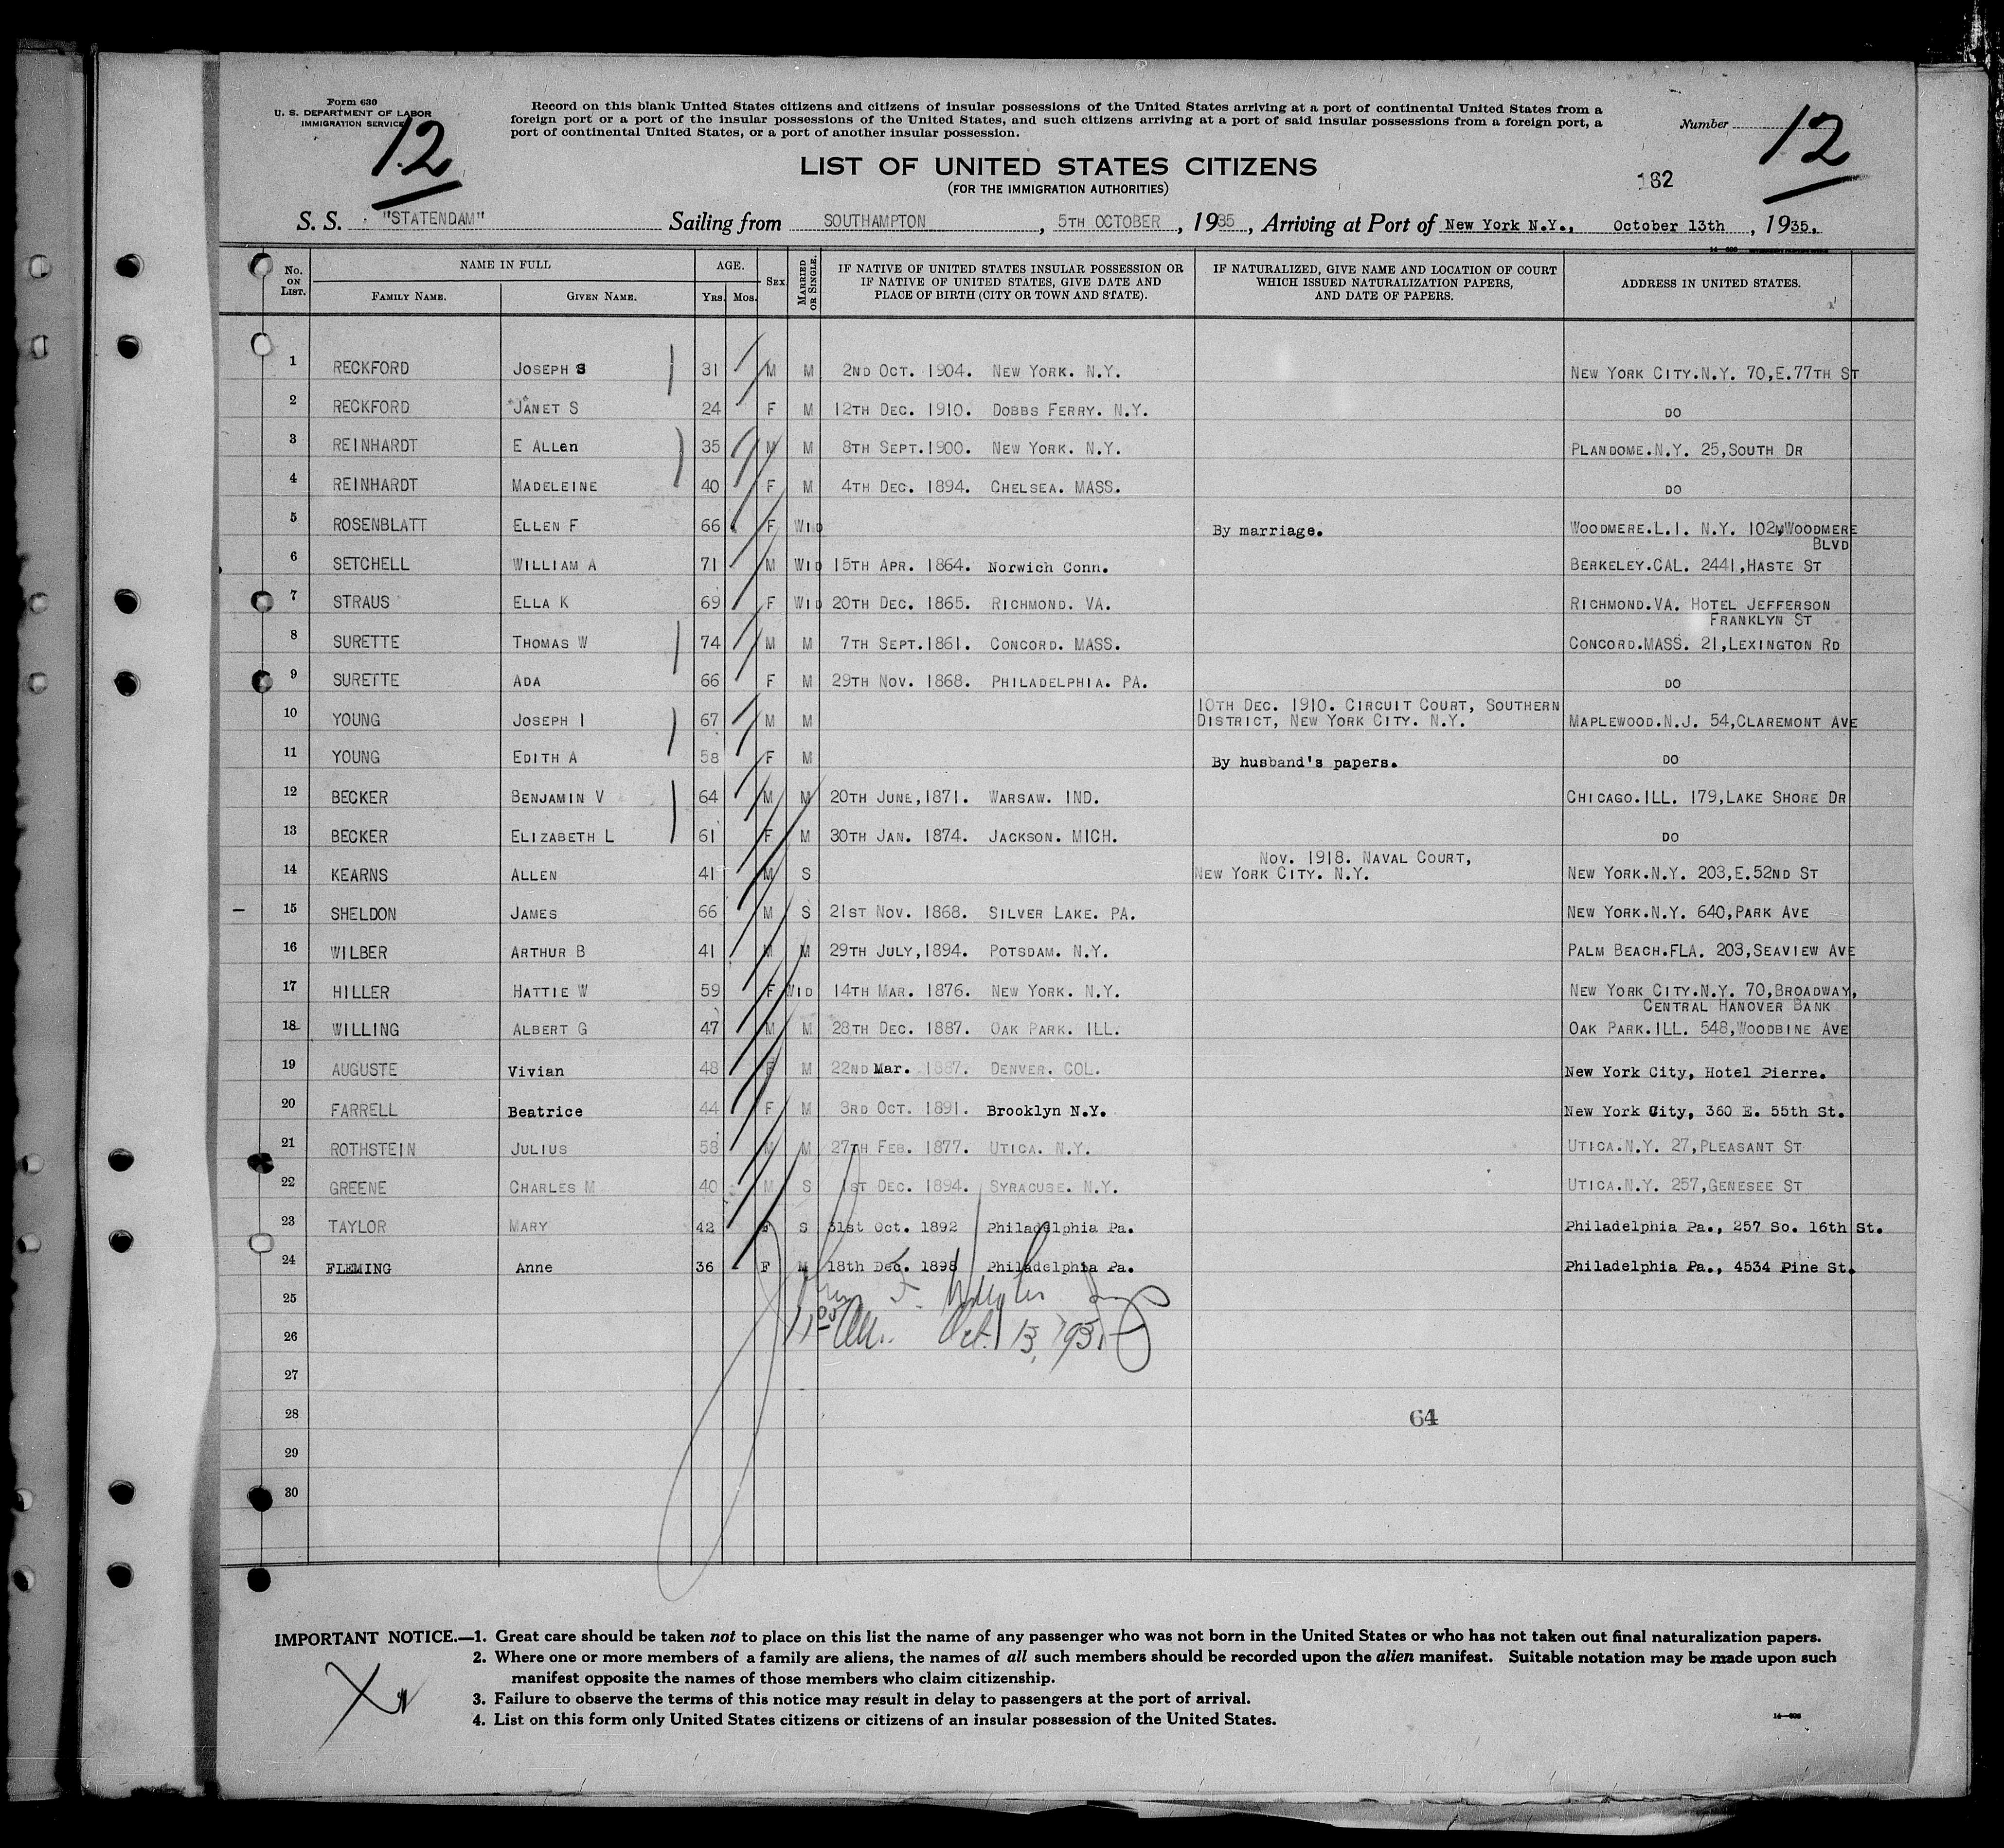 Form 630
U. S. DEPARTMENT OF LABOR
IMMIGRATION SERVICE
12
Record on this blank United States citizens and citizens of insular possessions of the United States arriving at a port of continental United States from a
foreign port or a port of the insular possessions of the United States, and such citizens arriving at a port of said insular possessions from a foreign port, a
port of continental United States, or a port of another insular possession.
Number 12
LIST OF UNITED STATES CITIZENS
(FOR THE IMMIGRATION AUTHORITIES)
182
S. S. "STATENDAM" Sailing from SOUTHAMPTON, 5TH OCTOBER, 1935, Arriving at Port of New York N.Y., October 13th, 1935.
No. ON LIST. NAME IN FULL FAMILY NAME. GIVEN NAME. AGE. Yrs. Mos. SEX MARRIED OR SINGLE. IF NATIVE OF UNITED STATES INSULAR POSSESSION OR IF NATIVE OF UNITED STATES, GIVE DATE AND PLACE OF BIRTH (CITY OR TOWN AND STATE). IF NATURALIZED, GIVE NAME AND LOCATION OF COURT WHICH ISSUED NATURALIZATION PAPERS, AND DATE OF PAPERS. ADDRESS IN UNITED STATES.
1 RECKFORD JOSEPH S 31 M M 2ND OCT. 1904. NEW YORK. N.Y. NEW YORK CITY.N.Y. 70,E.77TH ST
2 RECKFORD JANET S 24 F M 12TH DEC. 1910. DOBBS FERRY. N.Y. DO
3 REINHARDT E ALLen 35 M M 8TH SEPT.1900. NEW YORK. N.Y. PLANDOME.N.Y. 25,SOUTH DR
4 REINHARDT MADELEINE 40 F M 4TH DEC. 1894. CHELSEA. MASS. DO
5 ROSENBLATT ELLEN F 66 F WID By marriage. WOODMERE.L.I. N.Y. 102,WOODMERE
BLVD
6 SETCHELL WILLIAM A 71 M WID 15TH APR. 1864. Norwich Conn. BERKELEY.CAL. 2441,HASTE ST
7 STRAUS ELLA K 69 F WID 20TH DEC. 1865. RICHMOND. VA. RICHMOND.VA. HOTEL JEFFERSON
FRANKLYN ST
8 SURETTE THOMAS W 74 M M 7TH SEPT.1861. CONCORD. MASS. CONCORD.MASS. 21,LEXINGTON RD
9 SURETTE ADA 66 F M 29TH NOV. 1868. PHILADELPHIA. PA. DO
10TH DEC. 1910. CIRCUIT COURT, SOUTHERN
10 YOUNG JOSEPH I 67 M M DISTRICT, NEW YORK CITY. N.Y. MAPLEWOOD.N.J. 54,CLAREMONT AVE
11 YOUNG EDITH A 58 F M By husband's papers. DO
12 BECKER BENJAMIN V 64 M M 20TH JUNE,1871. WARSAW. IND. CHICAGO.ILL. 179,LAKE SHORE DR
13 BECKER ELIZABETH L 61 F M 30TH JAN. 1874. JACKSON. MICH. DO
NOV. 1918. NAVAL COURT,
14 KEARNS ALLEN 41 M S NEW YORK CITY. N.Y. NEW YORK.N.Y. 203,E.52ND ST
15 SHELDON JAMES 66 M S 21ST NOV. 1868. SILVER LAKE. PA. NEW YORK.N.Y. 640,PARK AVE
16 WILBER ARTHUR B 41 M M 29TH JULY,1894. POTSDAM. N.Y. PALM BEACH.FLA. 203,SEAVIEW AVE
17 HILLER HATTIE W 59 F WID 14TH MAR. 1876. NEW YORK. N.Y. NEW YORK CITY.N.Y. 70,BROADWAY,
CENTRAL HANOVER BANK
18 WILLING ALBERT G 47 M M 28TH DEC. 1887. OAK PARK. ILL. OAK PARK.ILL. 548,WOODBINE AVE
19 AUGUSTE Vivian 48 F M 22ND Mar. 1887. DENVER. COL. New York City, Hotel Pierre.
20 FARRELL Beatrice 44 F M 3RD OCT. 1891. Brooklyn N.Y. New York City, 360 E. 55th St.
21 ROTHSTEIN JULIUS 58 M M 27TH FEB. 1877. UTICA. N.Y. UTICA.N.Y. 27,PLEASANT ST
22 GREENE CHARLES M 40 M S 1ST DEC. 1894. SYRACUSE. N.Y. UTICA.N.Y. 257,GENESEE ST
23 TAYLOR MARY 42 F S 31st Oct. 1892 Philadelphia Pa. Philadelphia Pa., 257 So. 16th St.
24 FLEMING Anne 36 F M 18th Dec. 1898 Philadelphia Pa. Philadelphia Pa., 4534 Pine St.
25
26 Oct. 13, 1935
27
28 64
29
30
IMPORTANT NOTICE.—1. Great care should be taken not to place on this list the name of any passenger who was not born in the United States or who has not taken out final naturalization papers.
2. Where one or more members of a family are aliens, the names of all such members should be recorded upon the alien manifest. Suitable notation may be made upon such
manifest opposite the names of those members who claim citizenship.
3. Failure to observe the terms of this notice may result in delay to passengers at the port of arrival.
4. List on this form only United States citizens or citizens of an insular possession of the United States.